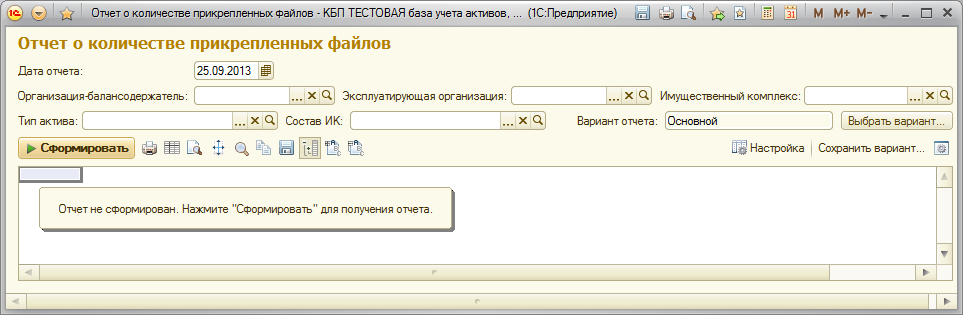 Отчет о количестве прикрепленных файлов - КБП ТЕСТОВАЯ база учета активов, ... (1С:Предприятие) 31 M M+ M-
Отчет о количестве прикрепленных файлов
Дата отчета: 25.09.2013
Организация-балансодержатель: ... Эксплуатирующая организация: ... Имущественный комплекс: ...
Тип актива: ... Состав ИК: ... Вариант отчета: Основной Выбрать вариант...
Сформировать Настройка Сохранить вариант...
Отчет не сформирован. Нажмите "Сформировать" для получения отчета.